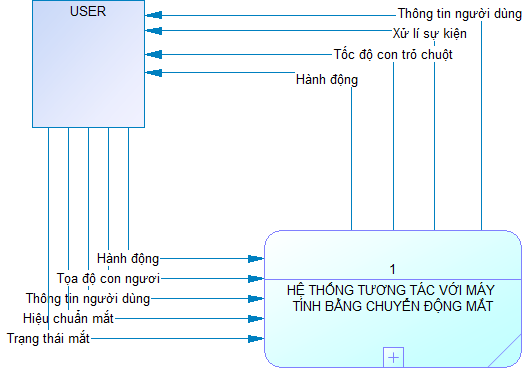 USER
Thông tin người dùng
Xử lí sự kiện
Tốc độ con trỏ chuột
Hành động
Hành động
Tọa độ con ngươi
Thông tin người dùng
Hiệu chuẩn mắt
Trạng thái mắt
1
HỆ THỐNG TƯƠNG TÁC VỚI MÁY
TÍNH BẰNG CHUYỂN ĐỘNG MẮT